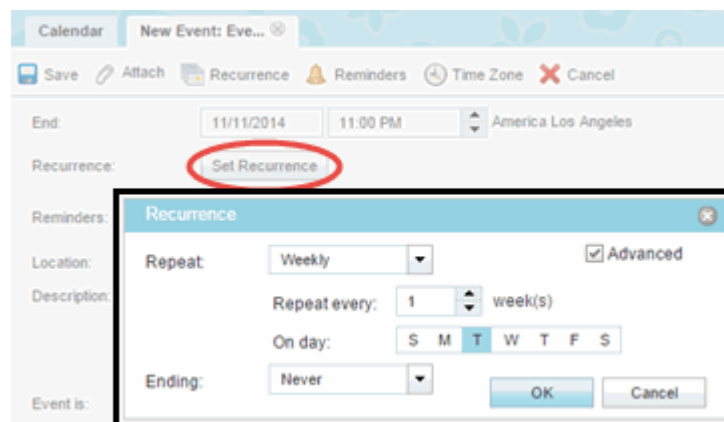 Calendar New Event: Eve...
Save Attach Recurrence Reminders Time Zone Cancel
End: 11/11/2014 11:00 PM America Los Angeles
Recurrence: Set Recurrence
Reminders: Recurrence
Location: Repeat: Weekly Advanced
Description: Repeat every: 1 week(s)
On day: S M T W T F S
Ending: Never
OK Cancel
Event is: